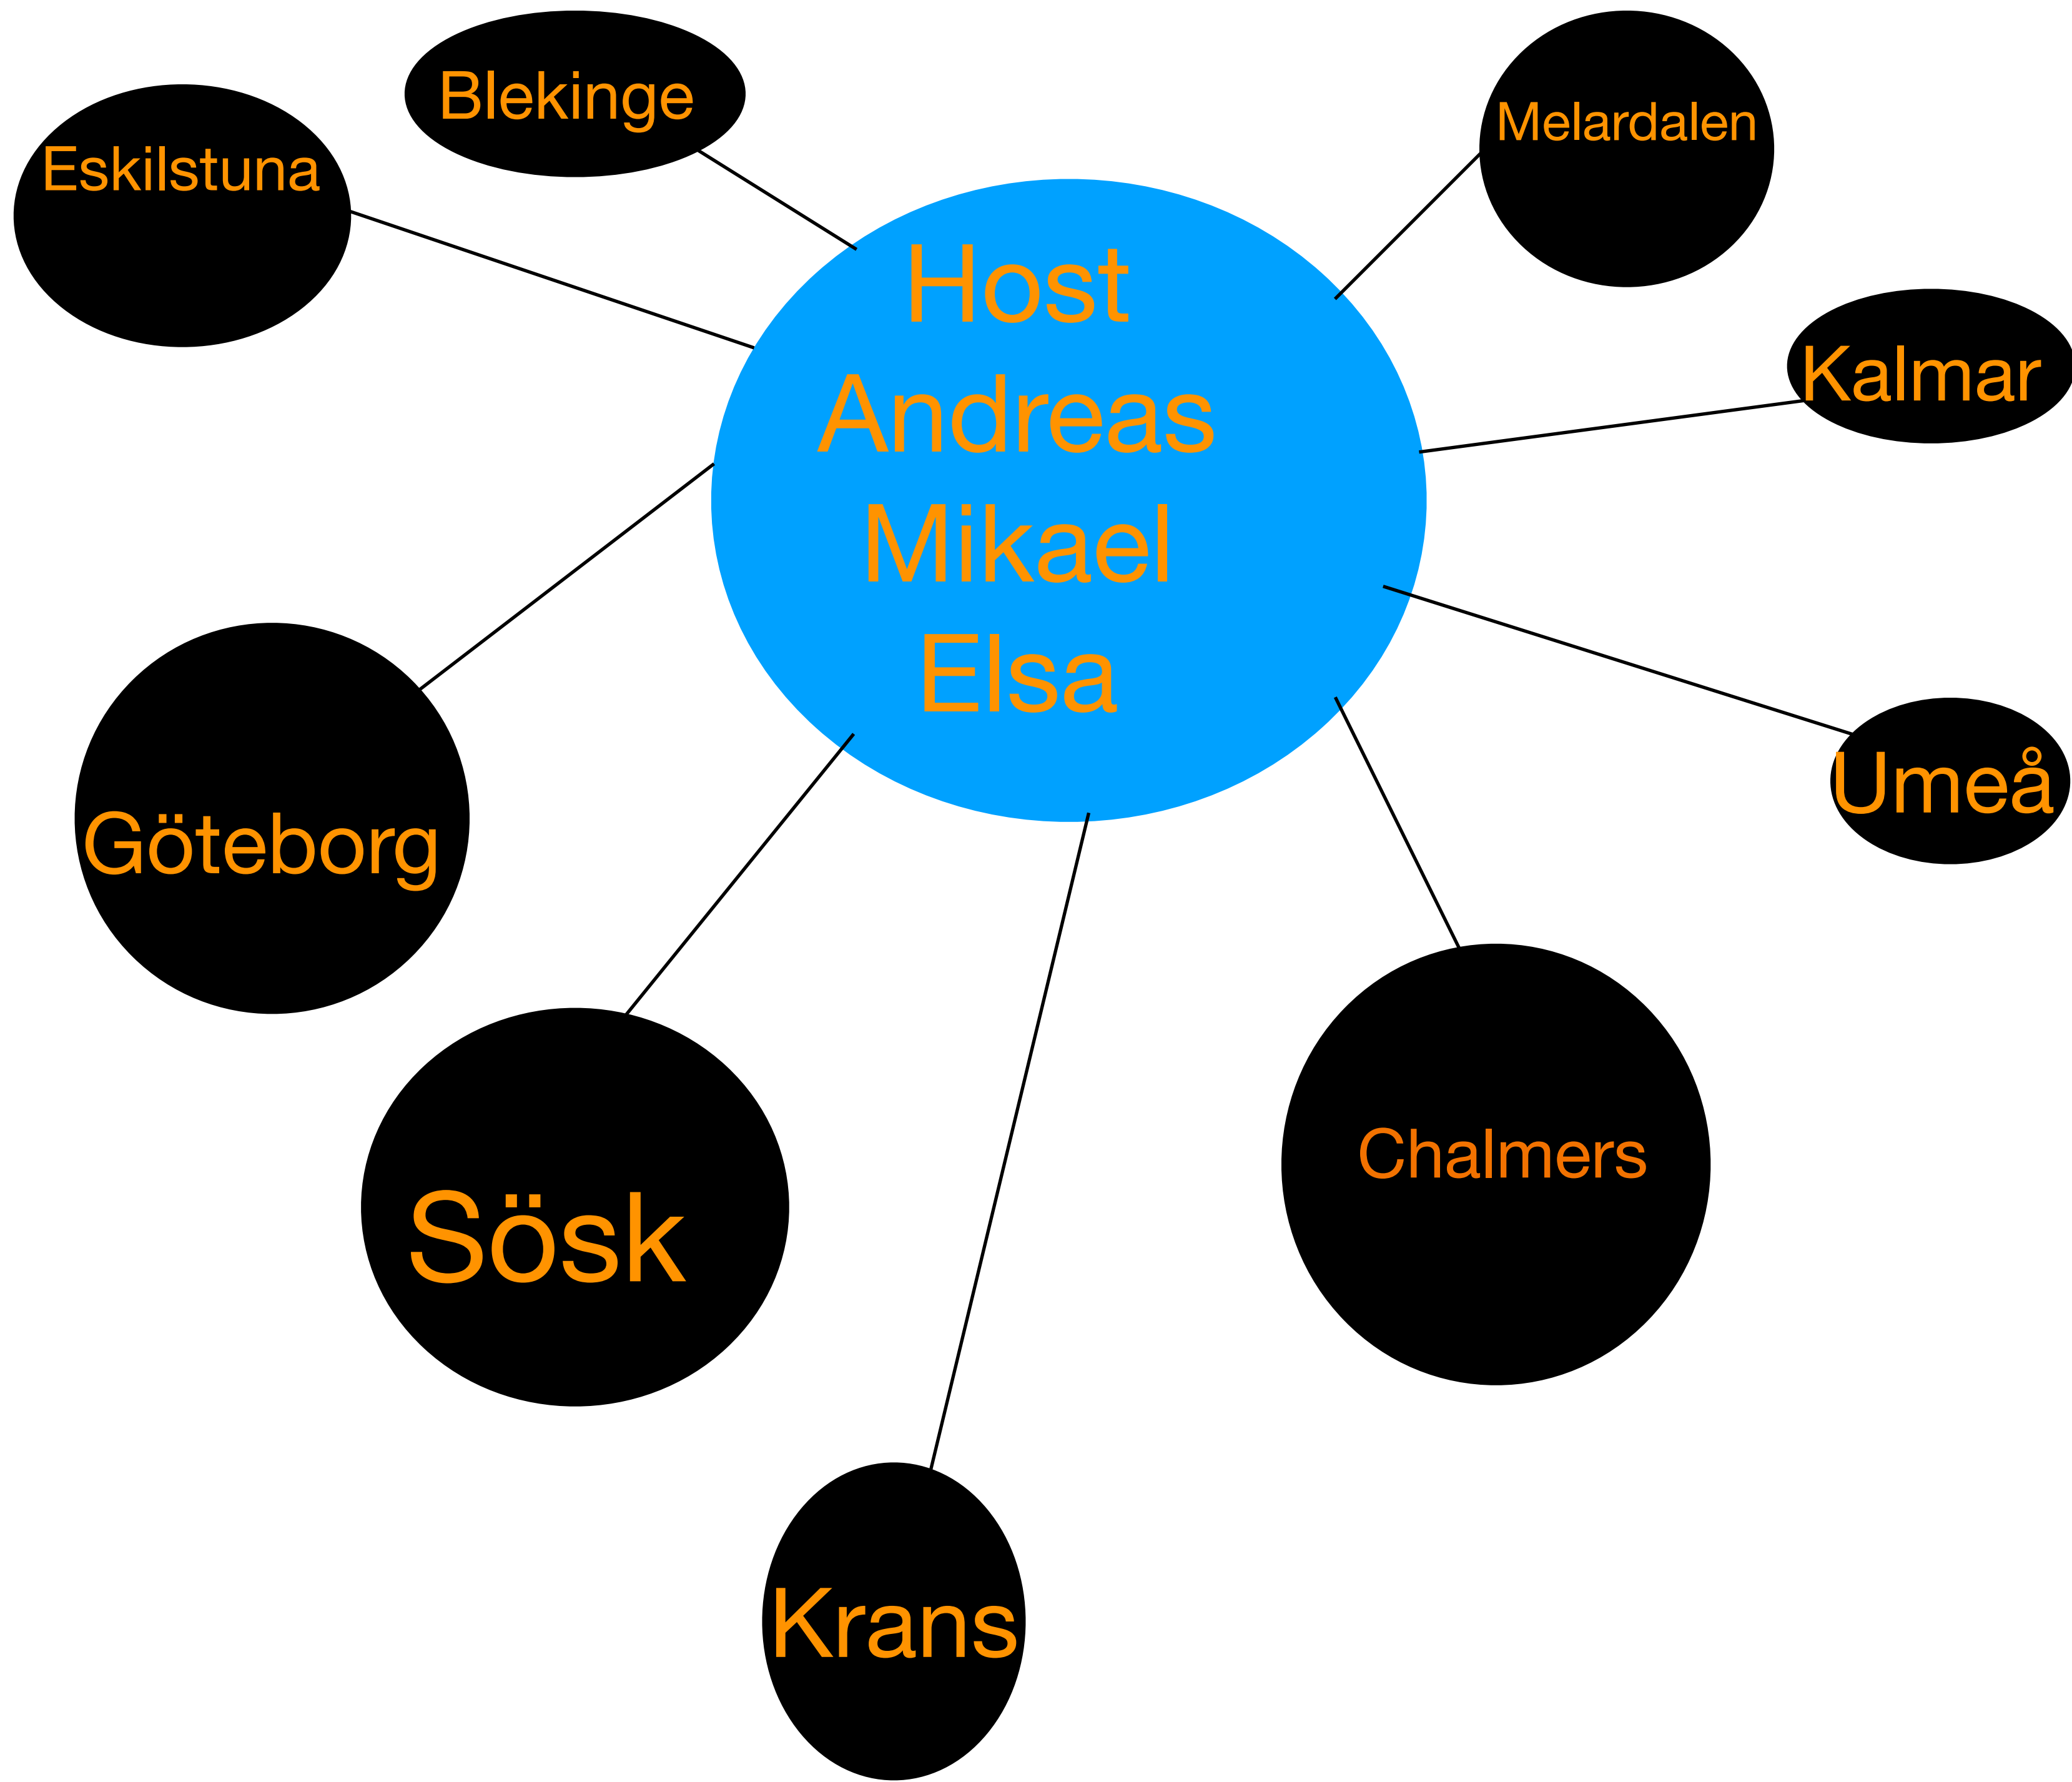 Blekinge
Melardalen
Eskilstuna
Host
Andreas
Mikael
Elsa
Kalmar
Umeå
Göteborg
Chalmers
Sösk
Krans